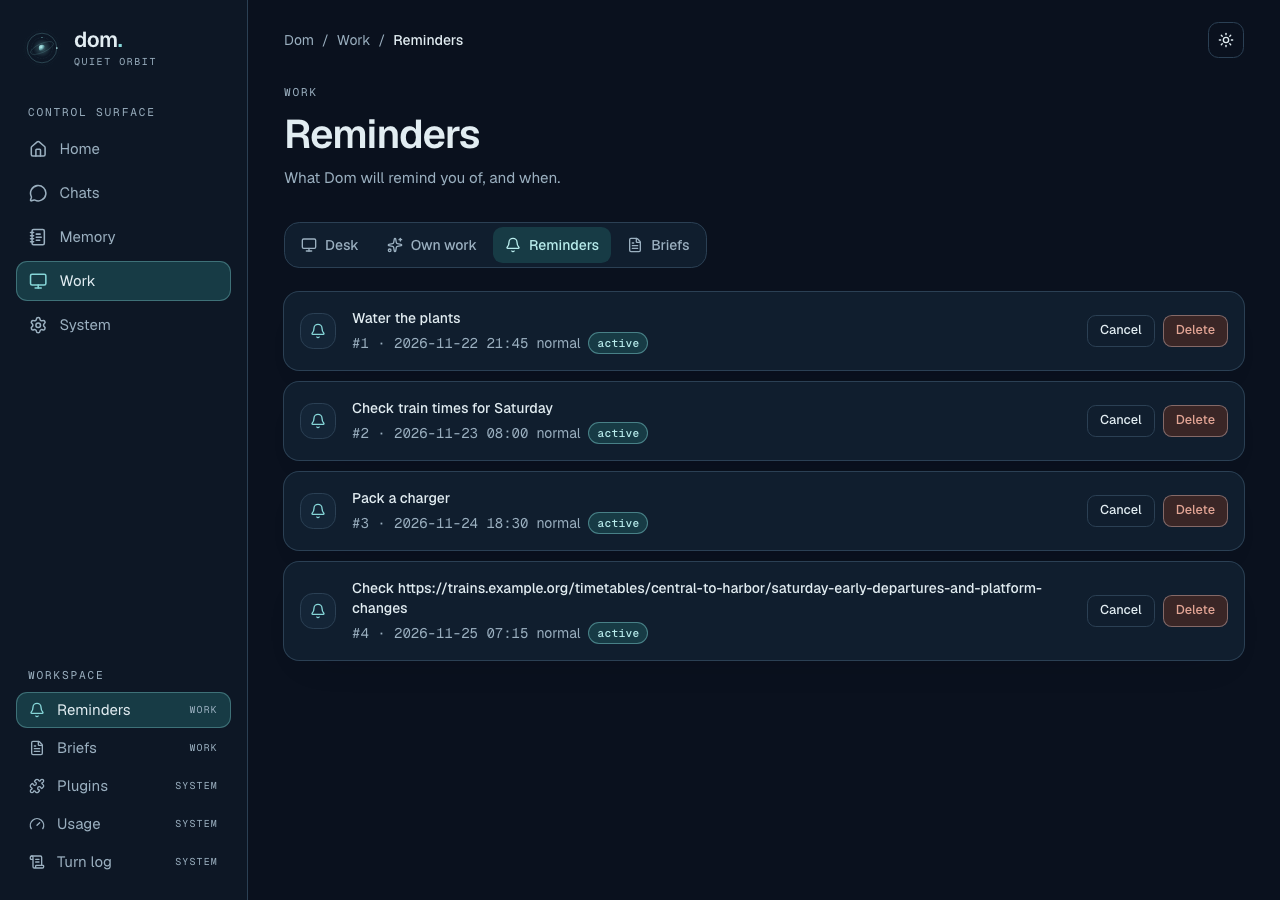 dom.
QUIET ORBIT
CONTROL SURFACE
Home
Chats
Memory
Work
System
WORKSPACE
Reminders WORK
Briefs WORK
Plugins SYSTEM
Usage SYSTEM
Turn log SYSTEM
Dom / Work / Reminders
WORK
Reminders
What Dom will remind you of, and when.
Desk Own work Reminders Briefs
Water the plants
#1 · 2026-11-22 21:45 normal active
Cancel Delete
Check train times for Saturday
#2 · 2026-11-23 08:00 normal active
Cancel Delete
Pack a charger
#3 · 2026-11-24 18:30 normal active
Cancel Delete
Check https://trains.example.org/timetables/central-to-harbor/saturday-early-departures-and-platform-
changes
#4 · 2026-11-25 07:15 normal active
Cancel Delete